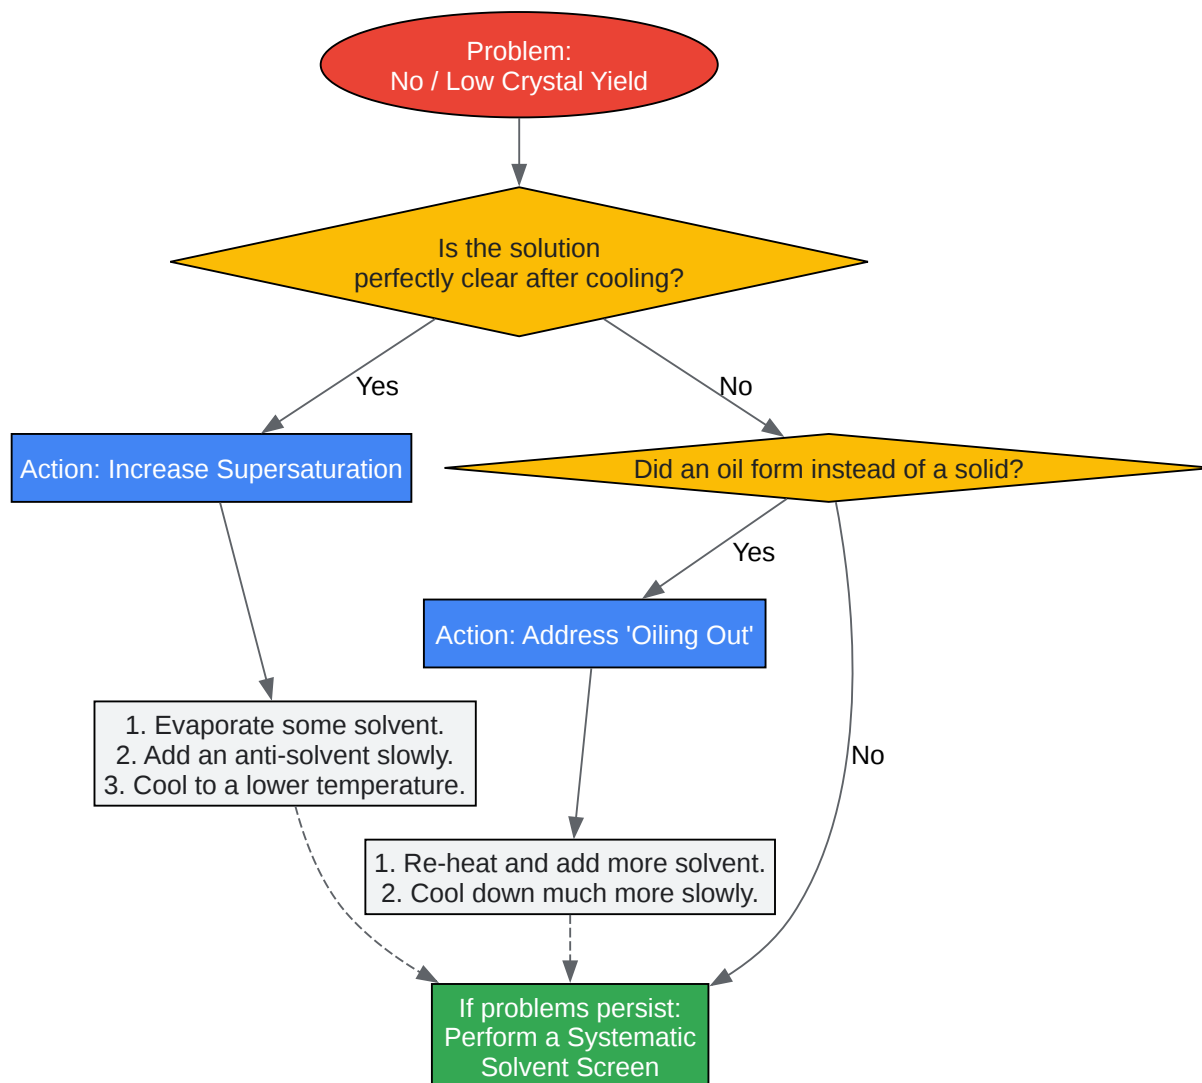 Problem:
No / Low Crystal Yield
Is the solution
perfectly clear after cooling?
Yes
No
Action: Increase Supersaturation
Did an oil form instead of a solid?
Yes
Action: Address 'Oiling Out'
1. Evaporate some solvent.
2. Add an anti-solvent slowly.
3. Cool to a lower temperature.
No
1. Re-heat and add more solvent.
2. Cool down much more slowly.
If problems persist:
Perform a Systematic
Solvent Screen